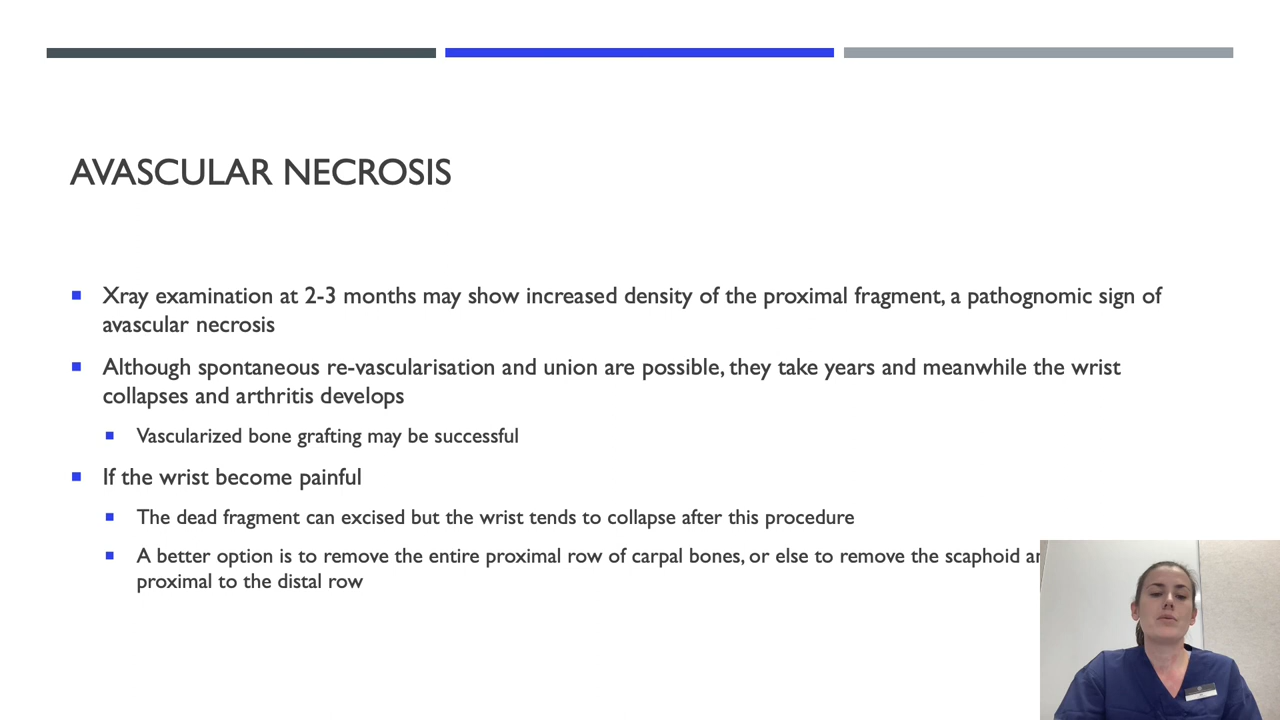 AVASCULAR NECROSIS
Xray examination at 2-3 months may show increased density of the proximal fragment, a pathognomic sign of
avascular necrosis
Although spontaneous re-vascularisation and union are possible, they take years and meanwhile the wrist
collapses and arthritis develops
Vascularized bone grafting may be successful
If the wrist become painful
The dead fragment can excised but the wrist tends to collapse after this procedure
A better option is to remove the entire proximal row of carpal bones, or else to remove the scaphoid
proximal to the distal row